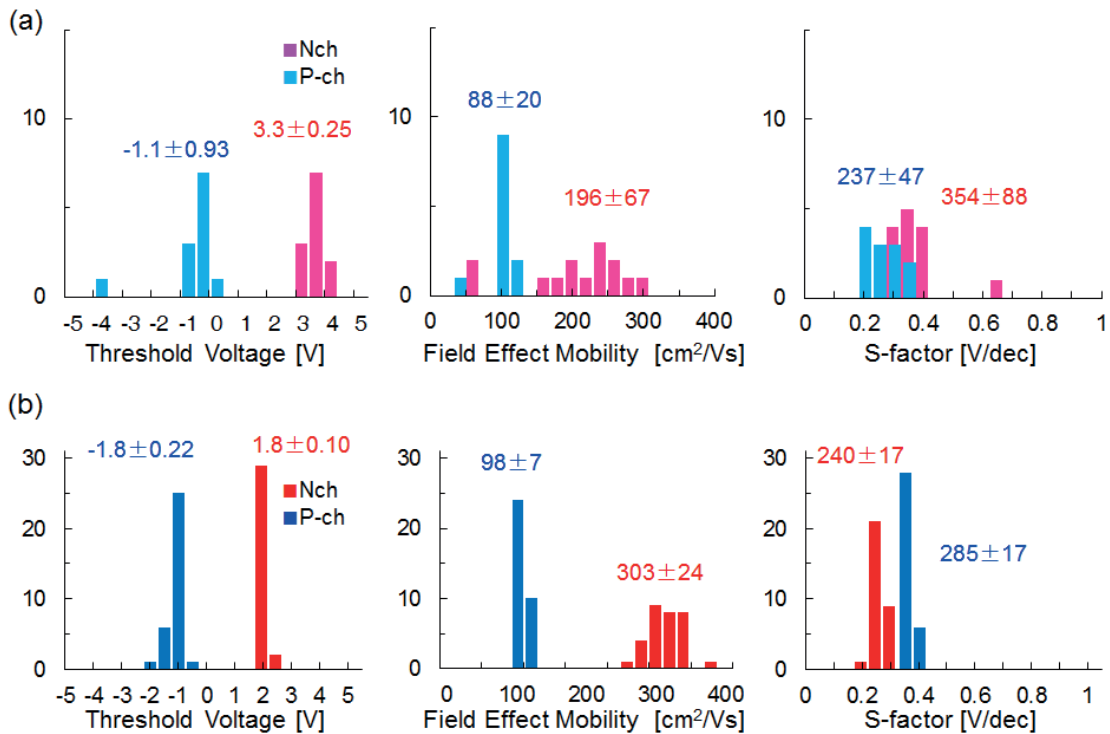 (a)
Nch
P-ch
-1.1±0.93
3.3±0.25
10
0
-5 -4 -3 -2 -1 0 1 2 3 4 5
Threshold Voltage [V]
88±20
196±67
10
0
0 100 200 300 400
Field Effect Mobility [cm²/Vs]
237±47
354±88
10
0
0 0.2 0.4 0.6 0.8 1
S-factor [V/dec]
(b)
-1.8±0.22
1.8±0.10
Nch
P-ch
30
20
10
0
-5 -4 -3 -2 -1 0 1 2 3 4 5
Threshold Voltage [V]
98±7
303±24
30
20
10
0
0 100 200 300 400
Field Effect Mobility [cm²/Vs]
240±17
285±17
30
20
10
0
0 0.2 0.4 0.6 0.8 1
S-factor [V/dec]